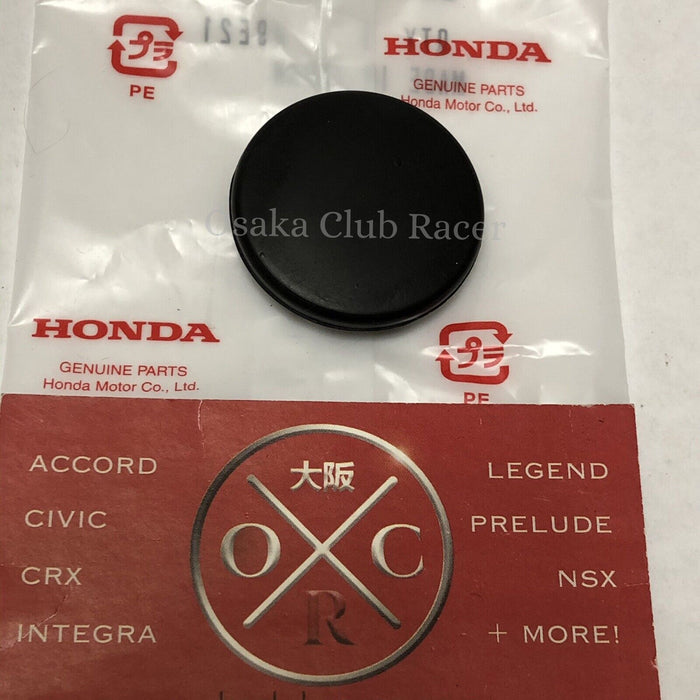 プラ
PE
HONDA
GENUINE PARTS
Honda Motor Co., Ltd.
Osaka Club Racer
HONDA
GENUINE PARTS
Honda Motor Co., Ltd.
プラ
PE
ACCORD
CIVIC
CRX
INTEGRA
大阪
O C
R
LEGEND
PRELUDE
NSX
+ MORE!